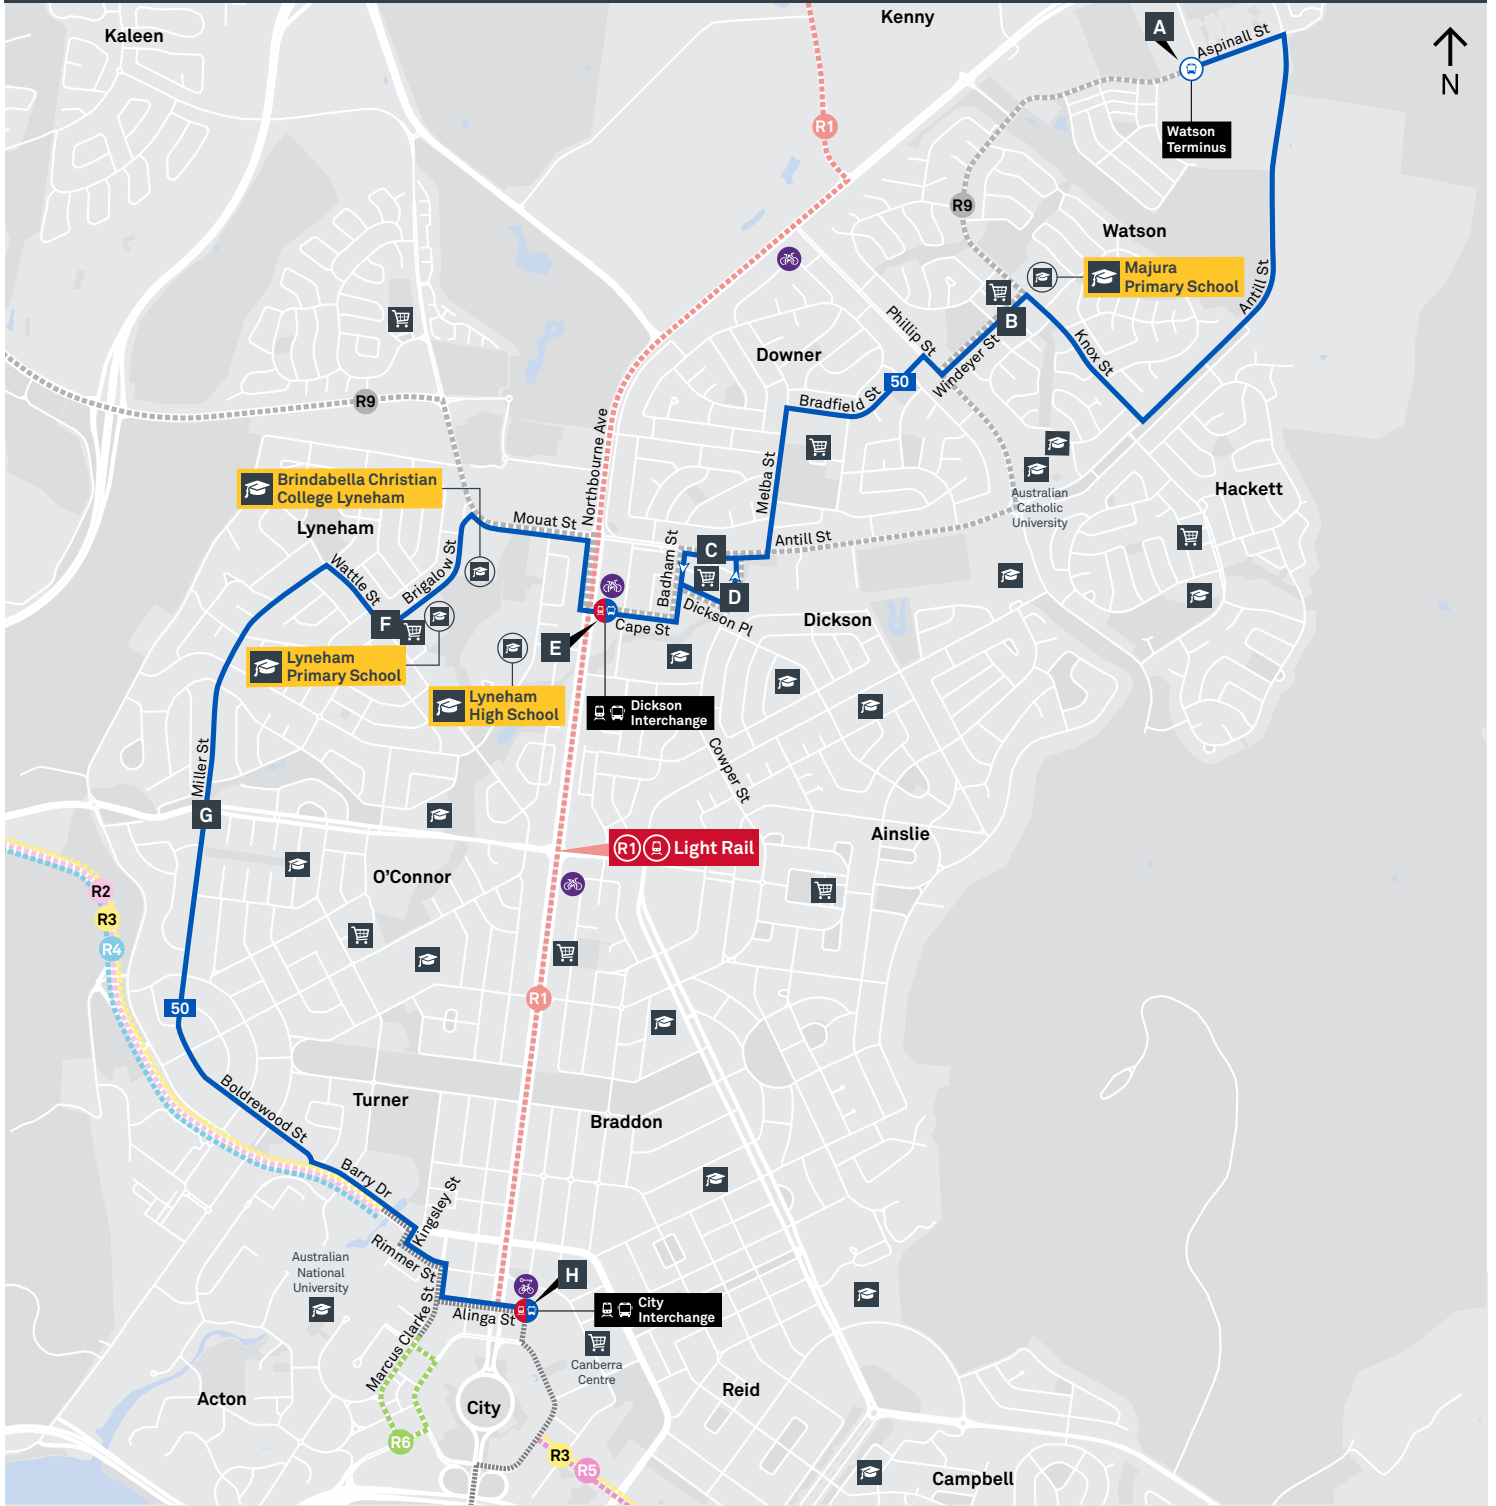 Kaleen
Kenny
A
Aspinall St
N
Watson
Terminus
R1
R9
Watson
Majura
Primary School
Antill St
B
Phillip St
Knox St
Windeyer St
Downer
50
Bradfield St
R9
Northbourne Ave
Melba St
Hackett
Brindabella Christian
College Lyneham
Lyneham
Mouat St
Australian
Catholic
University
Antill St
C
Badham St
Wattle St
Brigalow St
D
Dickson Pl
Dickson
F
Cape St
E
Lyneham
Primary School
Lyneham
High School
Dickson
Interchange
Miller St
Cowper St
G
Ainslie
R1 Light Rail
O'Connor
R2
R3
R4
R1
50
Boldrewood St
Turner
Braddon
Barry Dr
Kingsley St
Rimmer St
Australian
National
University
H
City
Interchange
Alinga St
Marcus Clarke St
Canberra
Centre
Acton
Reid
City
R6
R3
R5
Campbell